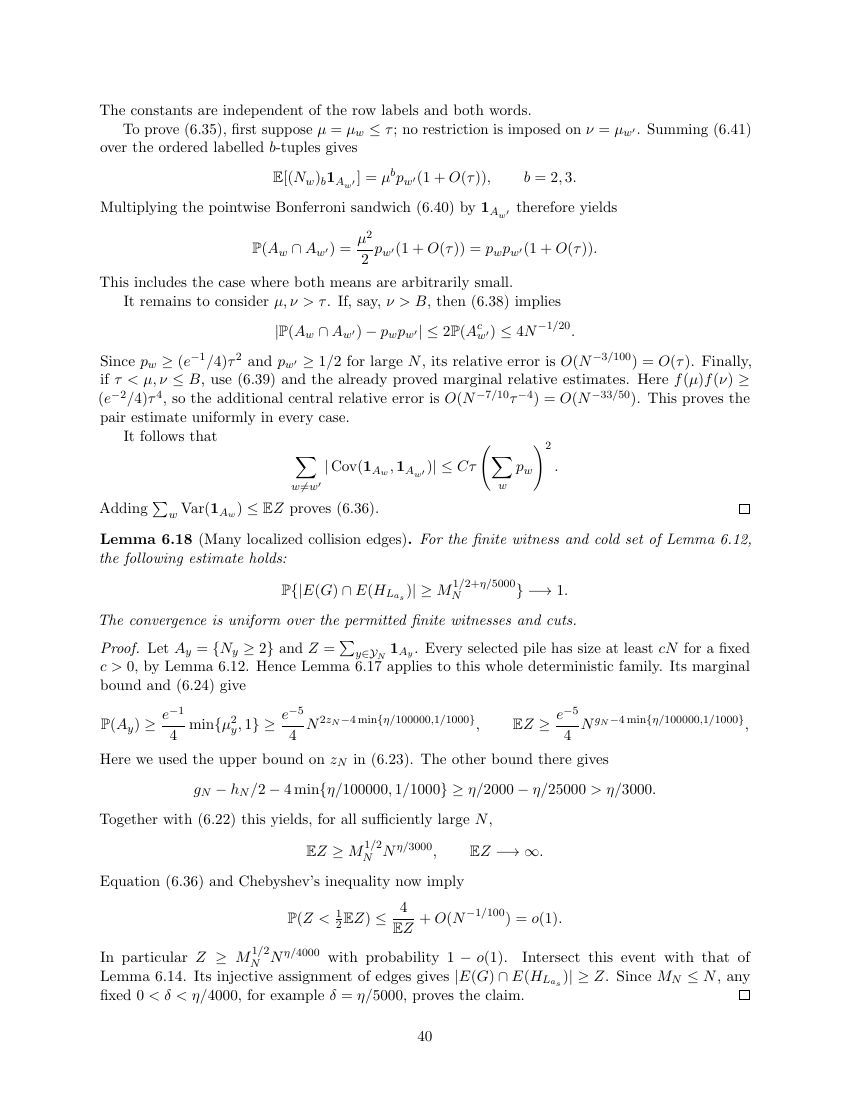 The constants are independent of the row labels and both words.
To prove (6.35), first suppose μ = μ_w ≤ τ; no restriction is imposed on ν = μ_{w′}. Summing (6.41)
over the ordered labelled b-tuples gives
𝔼[(N_w)_b 1_{A_{w′}}] = μ^b p_{w′}(1 + O(τ)),  b = 2, 3.
Multiplying the pointwise Bonferroni sandwich (6.40) by 1_{A_{w′}} therefore yields
ℙ(A_w ∩ A_{w′}) = \frac{μ^2}{2} p_{w′}(1 + O(τ)) = p_w p_{w′}(1 + O(τ)).
This includes the case where both means are arbitrarily small.
It remains to consider μ, ν > τ. If, say, ν > B, then (6.38) implies
|ℙ(A_w ∩ A_{w′}) − p_w p_{w′}| ≤ 2ℙ(A^c_{w′}) ≤ 4N^{−1/20}.
Since p_w ≥ (e^{−1}/4)τ^2 and p_{w′} ≥ 1/2 for large N, its relative error is O(N^{−3/100}) = O(τ). Finally,
if τ < μ, ν ≤ B, use (6.39) and the already proved marginal relative estimates. Here f(μ)f(ν) ≥
(e^{−2}/4)τ^4, so the additional central relative error is O(N^{−7/10}τ^{−4}) = O(N^{−33/50}). This proves the
pair estimate uniformly in every case.
It follows that
∑_{w≠w′} | Cov(1_{A_w}, 1_{A_{w′}})| ≤ Cτ (∑_w p_w)^2.
Adding ∑_w Var(1_{A_w}) ≤ 𝔼Z proves (6.36). □
Lemma 6.18 (Many localized collision edges). For the finite witness and cold set of Lemma 6.12,
the following estimate holds:
ℙ{|E(G) ∩ E(H_{L_{a_s}})| ≥ M_N^{1/2+η/5000}} ⟶ 1.
The convergence is uniform over the permitted finite witnesses and cuts.
Proof. Let A_y = {N_y ≥ 2} and Z = ∑_{y∈𝒴_N} 1_{A_y}. Every selected pile has size at least cN for a fixed
c > 0, by Lemma 6.12. Hence Lemma 6.17 applies to this whole deterministic family. Its marginal
bound and (6.24) give
ℙ(A_y) ≥ \frac{e^{−1}}{4} min{μ_y^2, 1} ≥ \frac{e^{−5}}{4} N^{2z_N−4 min{η/100000,1/1000}},  𝔼Z ≥ \frac{e^{−5}}{4} N^{g_N−4 min{η/100000,1/1000}},
Here we used the upper bound on z_N in (6.23). The other bound there gives
g_N − h_N/2 − 4 min{η/100000, 1/1000} ≥ η/2000 − η/25000 > η/3000.
Together with (6.22) this yields, for all sufficiently large N,
𝔼Z ≥ M_N^{1/2} N^{η/3000},  𝔼Z ⟶ ∞.
Equation (6.36) and Chebyshev's inequality now imply
ℙ(Z < \frac{1}{2}𝔼Z) ≤ \frac{4}{𝔼Z} + O(N^{−1/100}) = o(1).
In particular Z ≥ M_N^{1/2} N^{η/4000} with probability 1 − o(1). Intersect this event with that of
Lemma 6.14. Its injective assignment of edges gives |E(G) ∩ E(H_{L_{a_s}})| ≥ Z. Since M_N ≤ N, any
fixed 0 < δ < η/4000, for example δ = η/5000, proves the claim. □
40